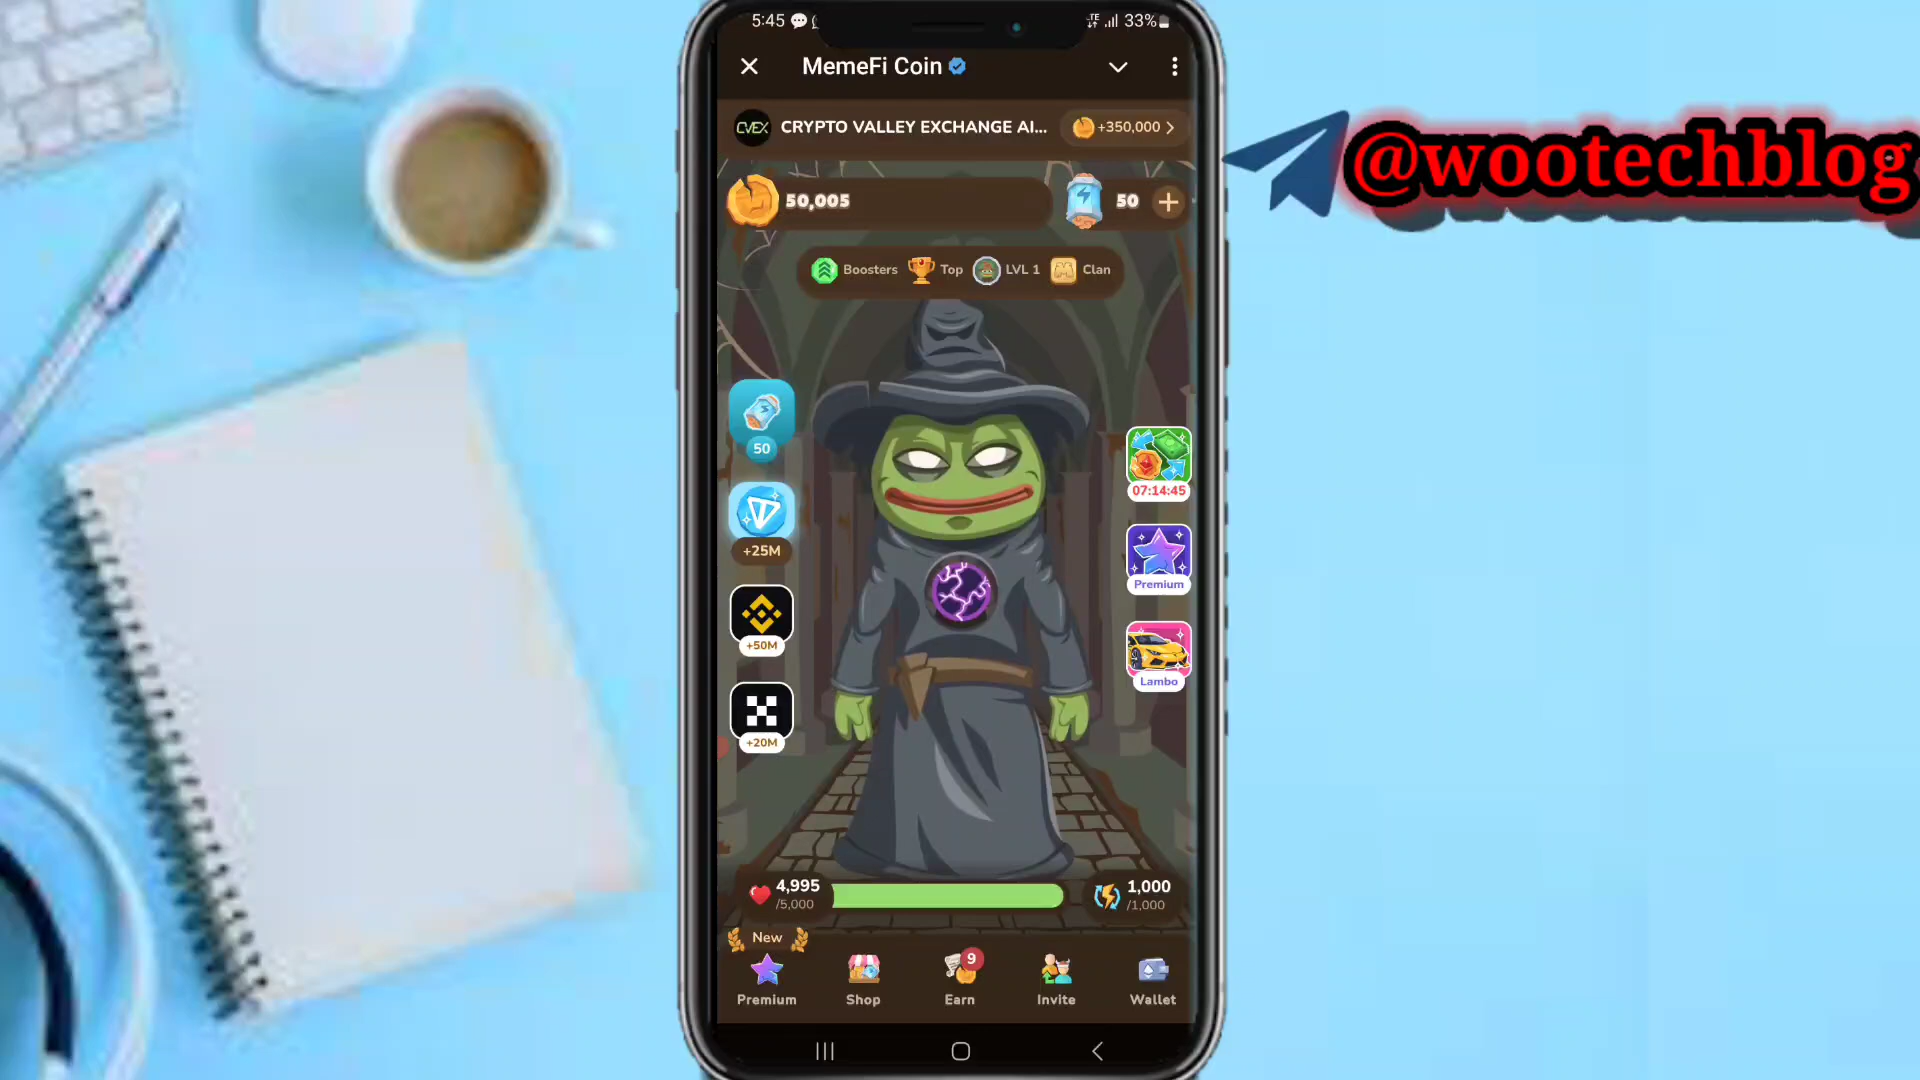 5:45
33%
MemeFi Coin
CVEX
CRYPTO VALLEY EXCHANGE AI...
+350,000
@wootechblog
50,005
50
Boosters
Top
LVL 1
Clan
50
07:14:45
+25M
Premium
+50M
Lambo
+20M
4,995
/5,000
1,000
/1,000
New
9
Premium
Shop
Earn
Invite
Wallet